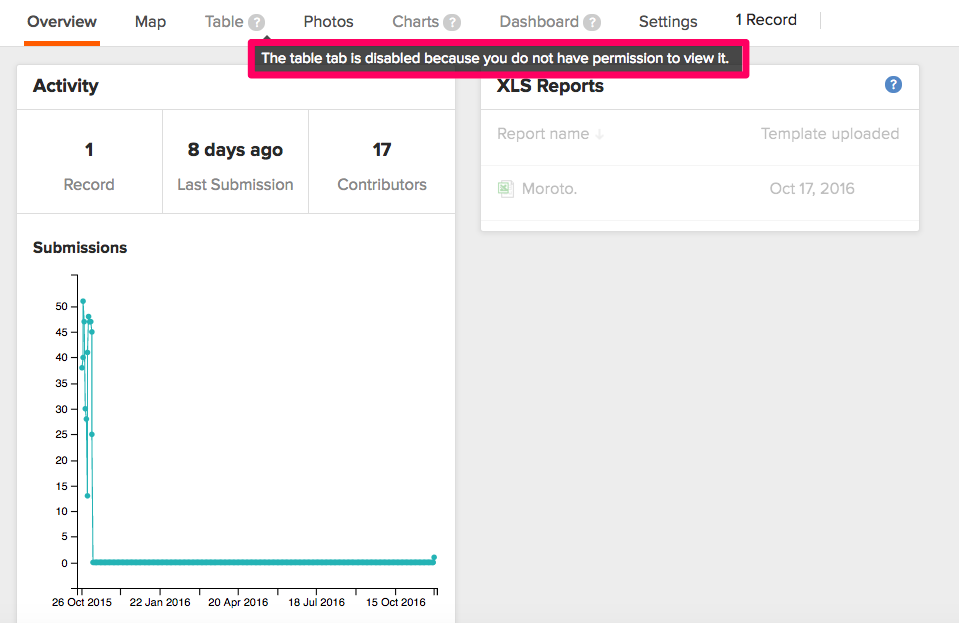 Overview Map Table ? Photos Charts ? Dashboard ? Settings 1 Record
The table tab is disabled because you do not have permission to view it.
Activity
1 8 days ago 17
Record Last Submission Contributors
Submissions
50
45
40
35
30
25
20
15
10
5
0
26 Oct 2015 22 Jan 2016 20 Apr 2016 18 Jul 2016 15 Oct 2016
XLS Reports ?
Report name ↓ Template uploaded
Moroto. Oct 17, 2016